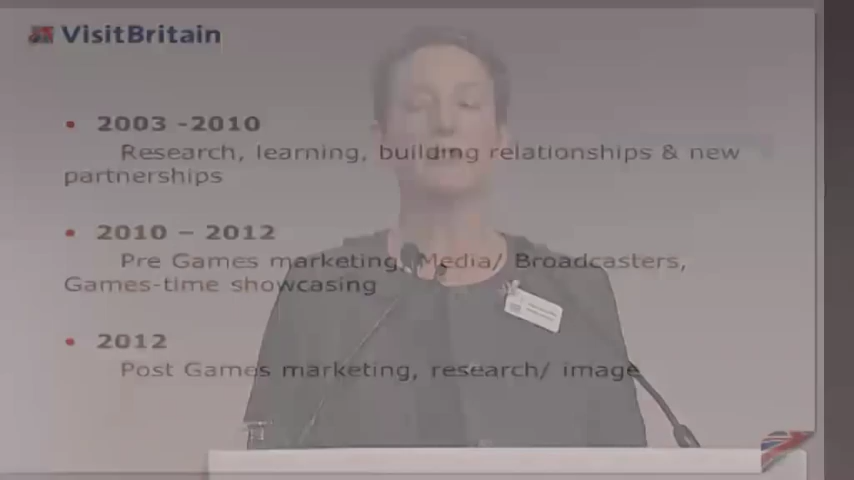 VisitBritain
• 2003 -2010
Research, learning, building relationships & new
partnerships
• 2010 – 2012
Pre Games marketing, Media/ Broadcasters,
Games-time showcasing
• 2012
Post Games marketing, research/ image